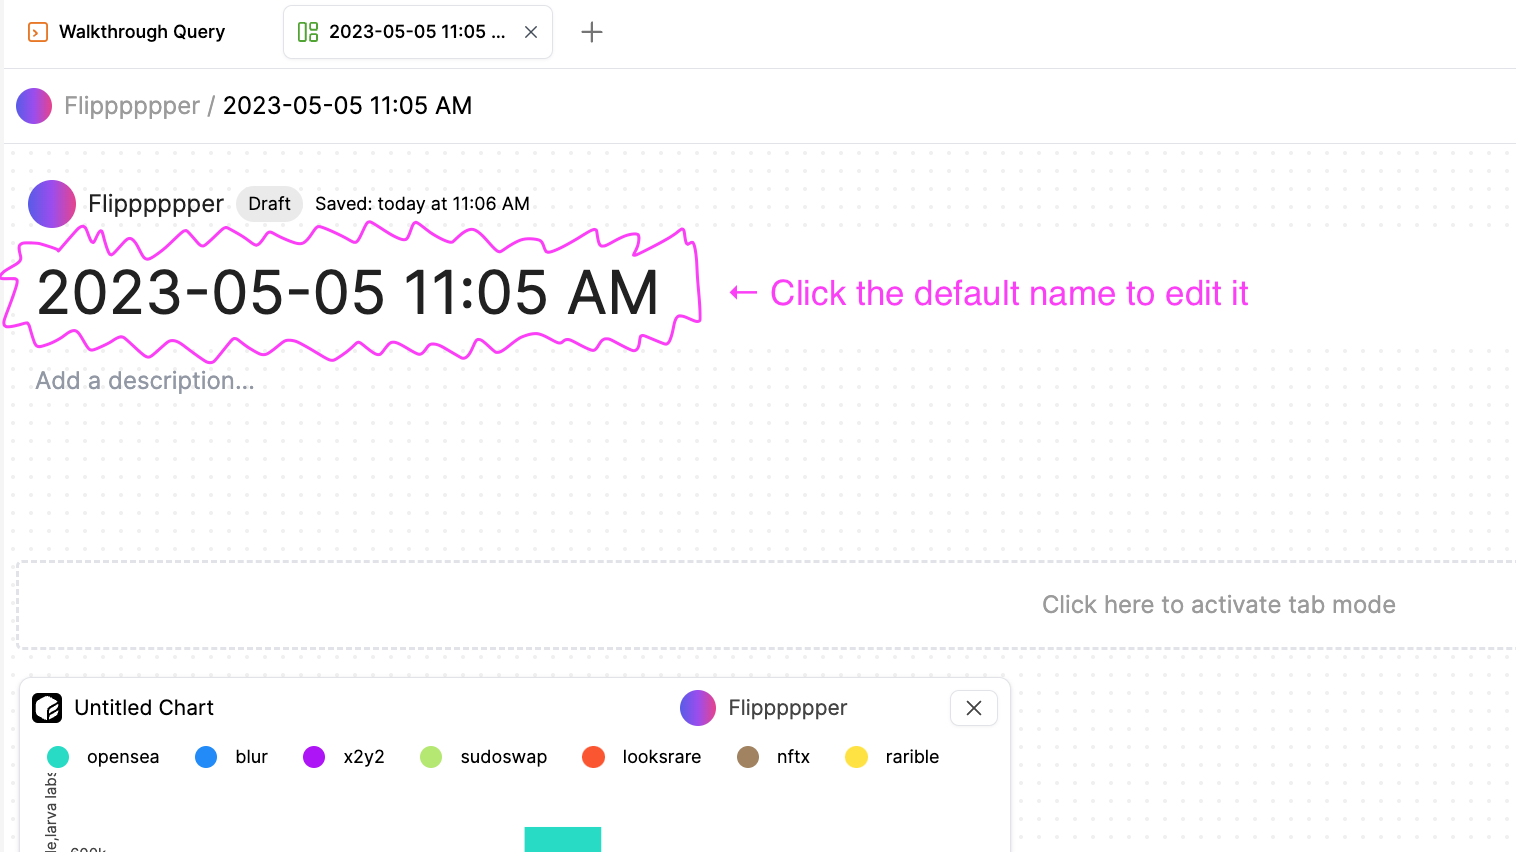 Walkthrough Query
2023-05-05 11:05 ...
Flipppppper / 2023-05-05 11:05 AM
Flipppppper Draft Saved: today at 11:06 AM
2023-05-05 11:05 AM
← Click the default name to edit it
Add a description...
Click here to activate tab mode
Untitled Chart
Flipppppper
opensea blur x2y2 sudoswap looksrare nftx rarible
larva labs